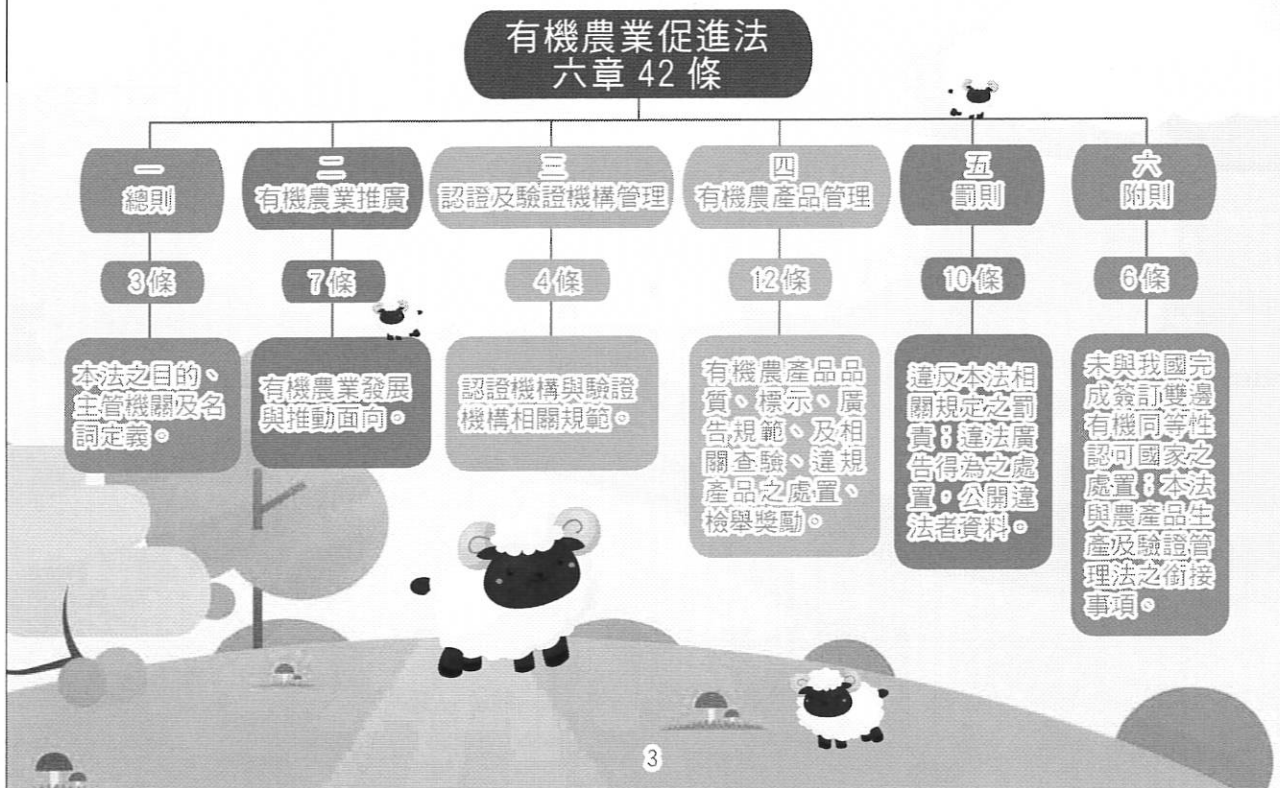 有機農業促進法
六章 42 條
一
總則
二
有機農業推廣
三
認證及驗證機構管理
四
有機農產品管理
五
罰則
六
附則
3 條
7 條
4 條
12 條
10 條
6 條
本法之目的、
主管機關及名
詞定義。
有機農業發展
與推動面向。
認證機構與驗證
機構相關規範。
有機農產品品
質、標示、廣
告規範、及相
關查驗、違規
產品之處置、
檢舉獎勵。
違反本法相
關規定之罰
責；違法廣
告得為之處
置，公開違
法者資料。
未與我國完
成簽訂雙邊
有機同等性
認可國家之
處置；本法
與農產品生
產及驗證管
理法之銜接
事項。
3